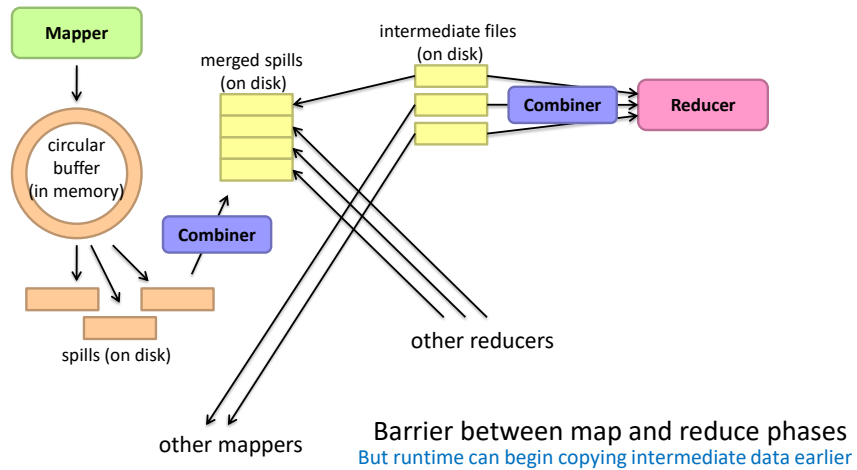 Mapper
circular
buffer
(in memory)
spills (on disk)
Combiner
merged spills
(on disk)
intermediate files
(on disk)
Combiner
Reducer
other reducers
other mappers
Barrier between map and reduce phases
But runtime can begin copying intermediate data earlier